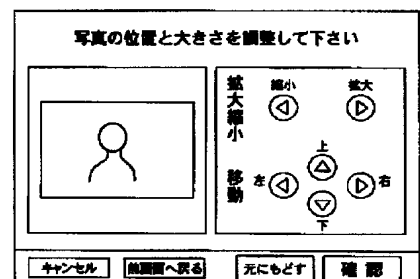 写真の位置と大きさを調整して下さい
拡大縮小
縮小
拡大
移動
上
左
右
下
キャンセル
前画面へ戻る
元にもどす
確認